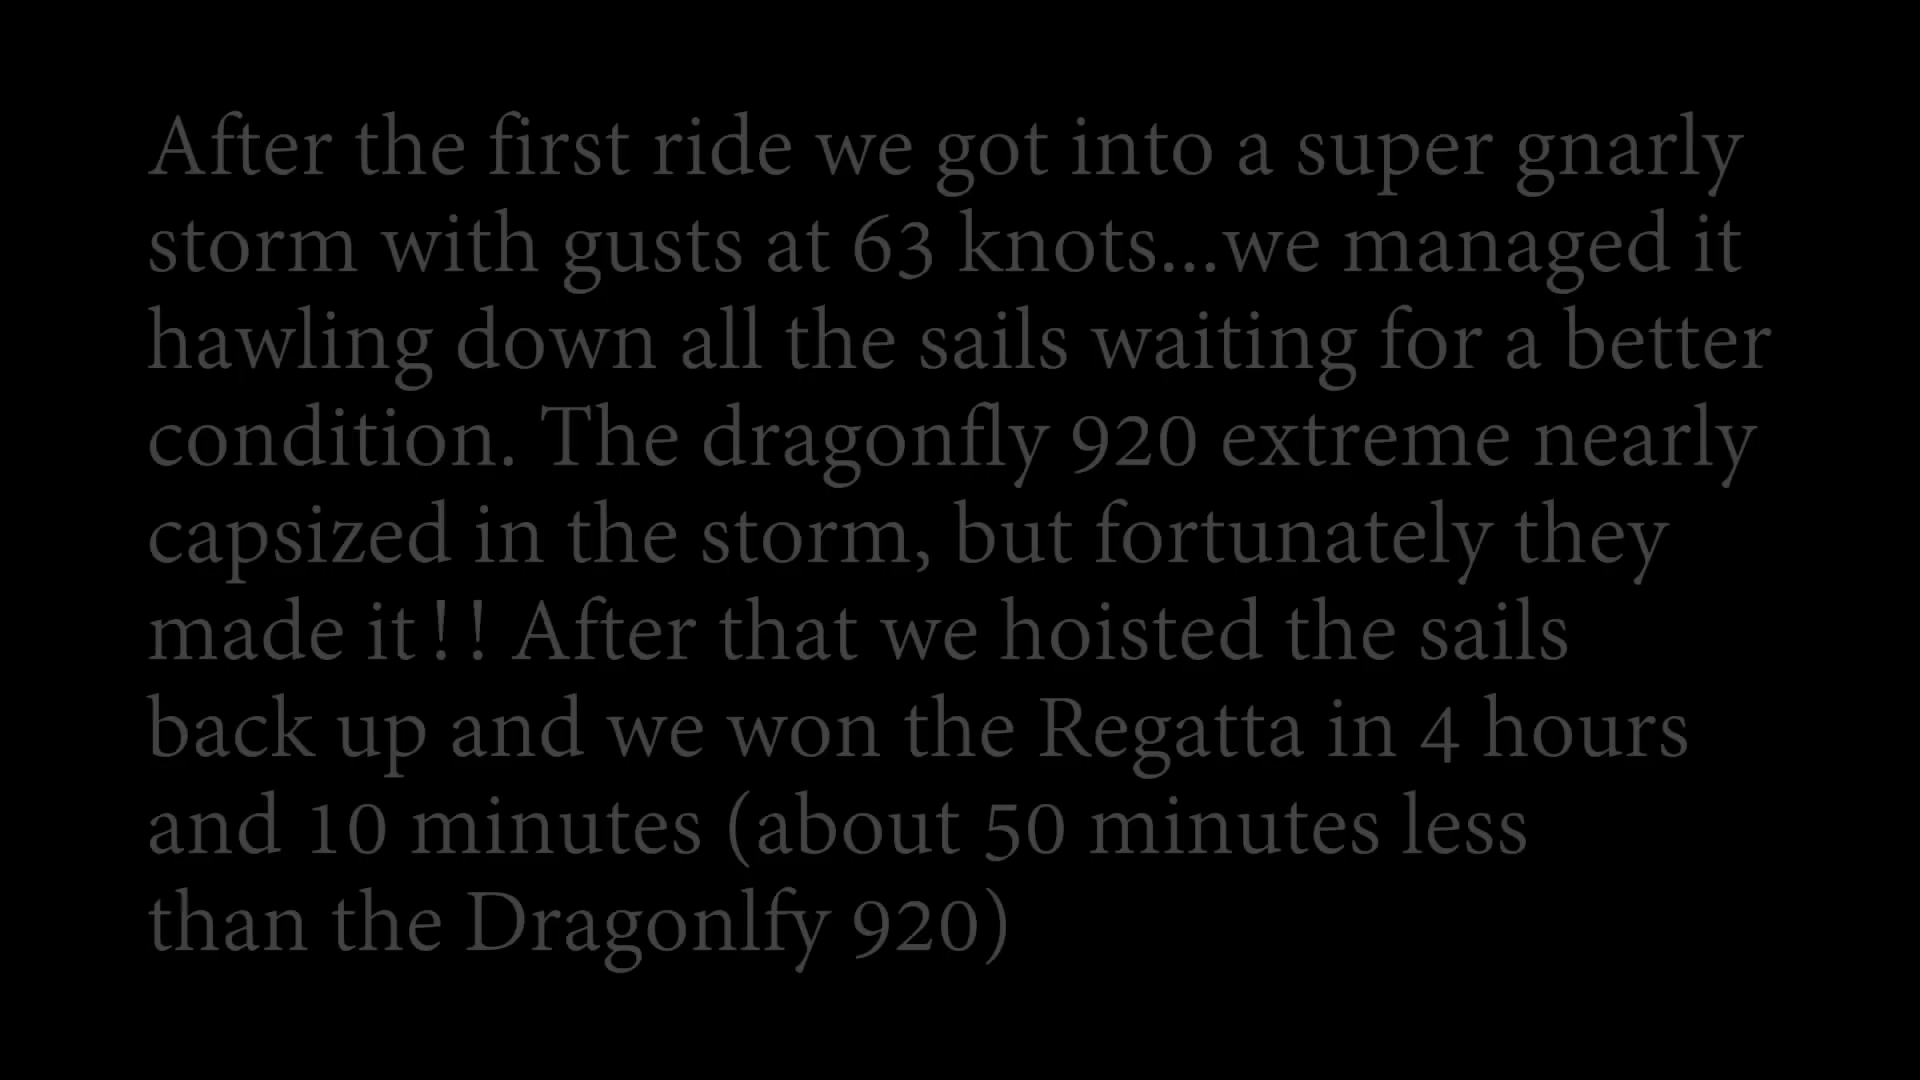 After the first ride we got into a super gnarly
storm with gusts at 63 knots...we managed it
hawling down all the sails waiting for a better
condition. The dragonfly 920 extreme nearly
capsized in the storm, but fortunately they
made it!! After that we hoisted the sails
back up and we won the Regatta in 4 hours
and 10 minutes (about 50 minutes less
than the Dragonlfy 920)